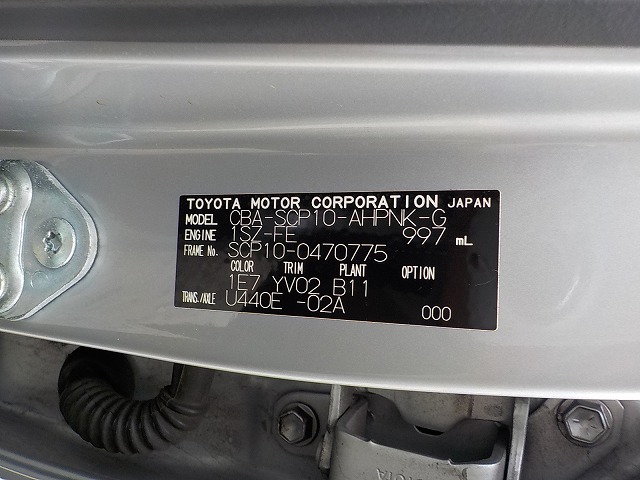 TOYOTA MOTOR CORPORATION JAPAN
MODEL CBA-SCP10-AHPNK-G
ENGINE 1SZ-FE 997 mL
FRAME No. SCP10-0470775
COLOR TRIM PLANT OPTION
1E7 YV02 B11
TRANS./AXLE U440E -02A 000
TOYOTA